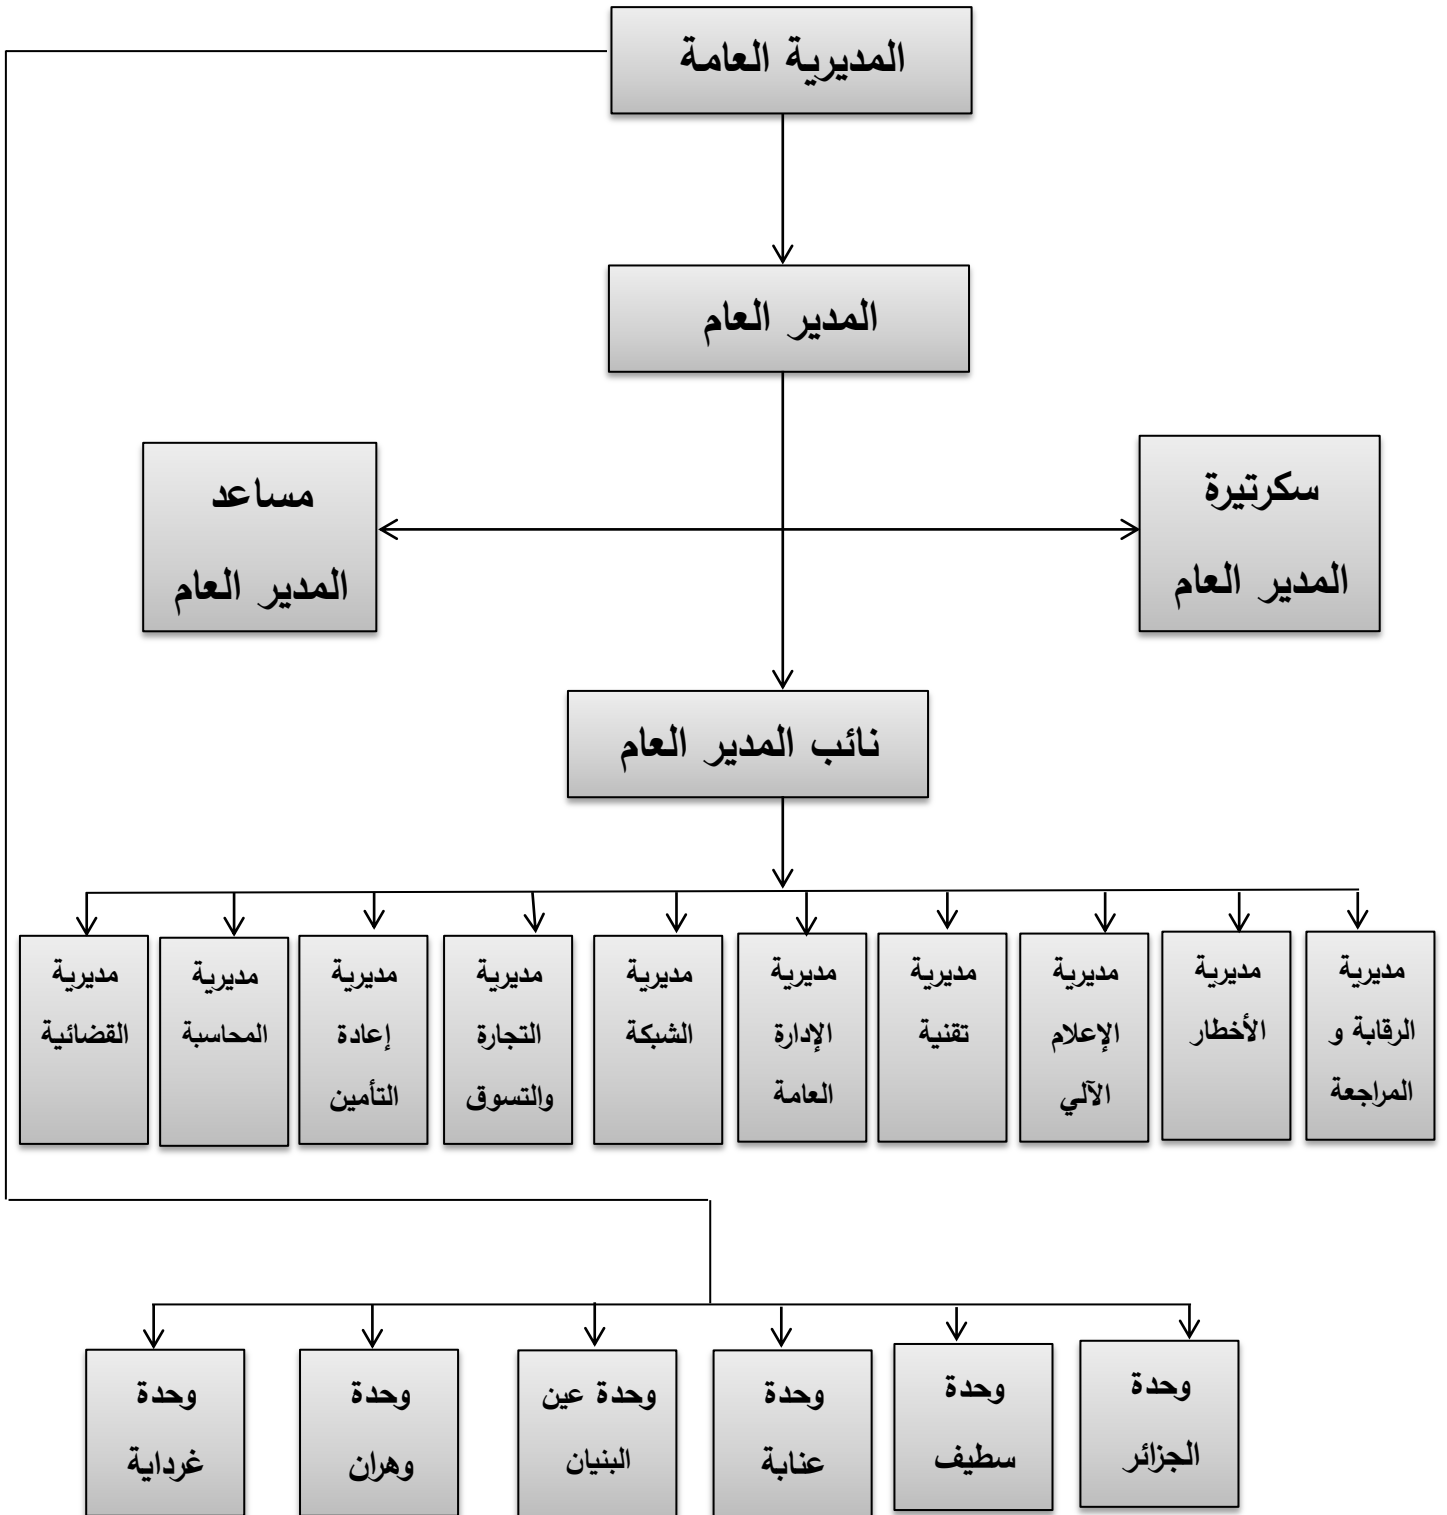 المديرية العامة
المدير العام
سكرتيرة
المدير العام
مساعد
المدير العام
نائب المدير العام
مديرية
الرقابة و
المراجعة
مديرية
الأخطار
مديرية
الإعلام
الآلي
مديرية
تقنية
مديرية
الإدارة
العامة
مديرية
الشبكة
مديرية
التجارة
والتسوق
مديرية
إعادة
التأمين
مديرية
المحاسبة
مديرية
القضائية
وحدة
الجزائر
وحدة
سطيف
وحدة
عنابة
وحدة عين
البنيان
وحدة
وهران
وحدة
غرداية